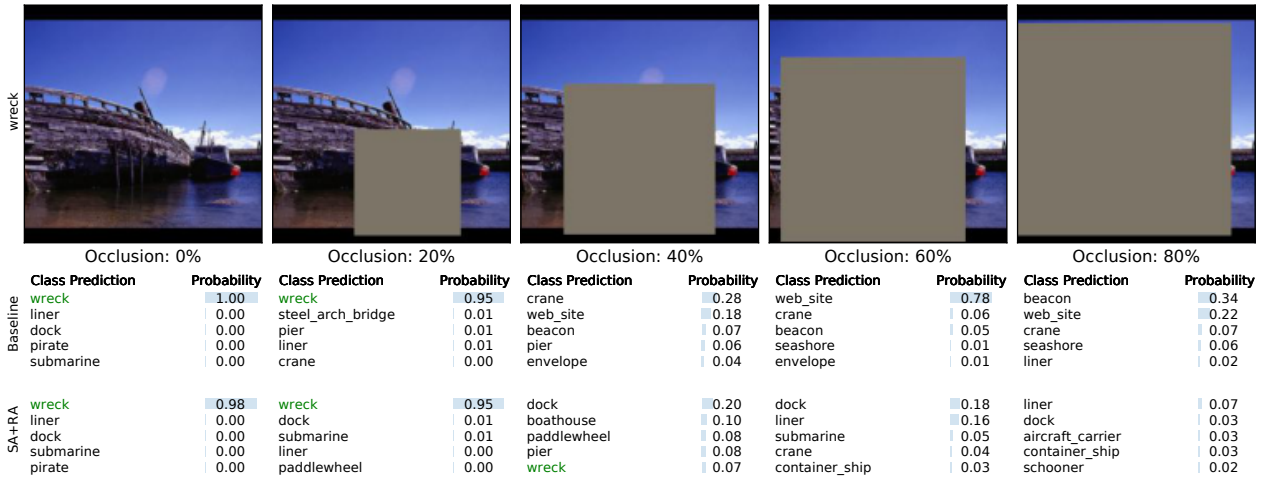 wreck
Occlusion: 0% Occlusion: 20% Occlusion: 40% Occlusion: 60% Occlusion: 80%
Class Prediction Probability Class Prediction Probability Class Prediction Probability Class Prediction Probability Class Prediction Probability
Baseline
wreck 1.00 wreck 0.95 crane 0.28 web_site 0.78 beacon 0.34
liner 0.00 steel_arch_bridge 0.01 web_site 0.18 crane 0.06 web_site 0.22
dock 0.00 pier 0.01 beacon 0.07 beacon 0.05 crane 0.07
pirate 0.00 liner 0.01 pier 0.06 seashore 0.01 seashore 0.06
submarine 0.00 crane 0.00 envelope 0.04 envelope 0.01 liner 0.02
SA+RA
wreck 0.98 wreck 0.95 dock 0.20 dock 0.18 liner 0.07
liner 0.00 dock 0.01 boathouse 0.10 liner 0.16 dock 0.03
dock 0.00 submarine 0.01 paddlewheel 0.08 submarine 0.05 aircraft_carrier 0.03
submarine 0.00 liner 0.00 pier 0.08 crane 0.04 container_ship 0.03
pirate 0.00 paddlewheel 0.00 wreck 0.07 container_ship 0.03 schooner 0.02